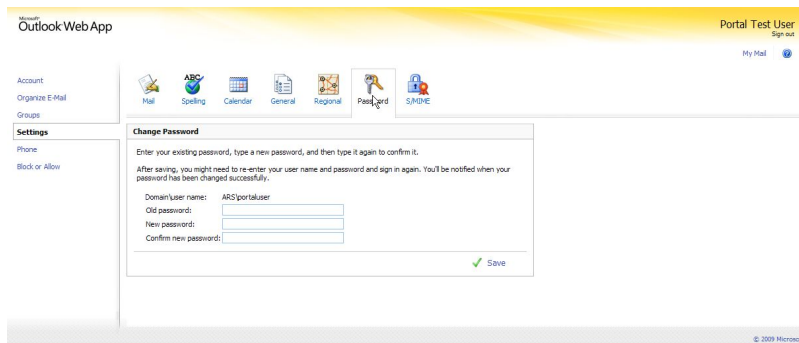 Microsoft
Outlook Web App
Portal Test User
Sign out
My Mail
Account
Organize E-Mail
Groups
Settings
Phone
Block or Allow
ABC
Mail Spelling Calendar General Regional Password S/MIME
Change Password
Enter your existing password, type a new password, and then type it again to confirm it.
After saving, you might need to re-enter your user name and password and sign in again. You'll be notified when your
password has been changed successfully.
Domain\user name: ARS\portaluser
Old password:
New password:
Confirm new password:
Save
© 2009 Microso